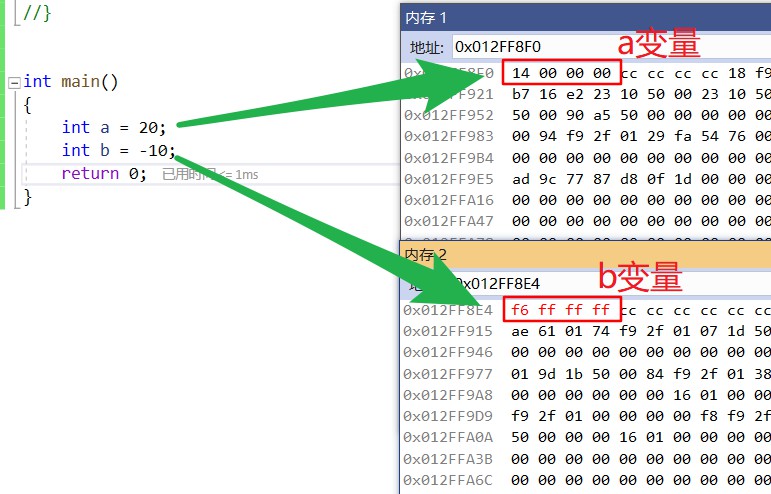 //}
int main()
{
int a = 20;
int b = -10;
return 0; 已用时间 <= 1ms
}
内存 1
地址: 0x012FF8F0
a变量
14 00 00 00 cc cc cc cc 18 f9
0x012FF921 b7 16 e2 23 10 50 00 23 10 50
0x012FF952 50 00 90 a5 50 00 00 00 00 00
0x012FF983 00 94 f9 2f 01 29 fa 54 76 00
0x012FF9B4 00 00 00 00 00 00 00 00 00 00
0x012FF9E5 ad 9c 77 87 d8 0f 1d 00 00 00
0x012FFA16 00 00 00 00 00 00 00 00 00 00
0x012FFA47 00 00 00 00 00 00 00 00 00 00
内存 2
0x012FF8E4
b变量
0x012FF8E4 f6 ff ff ff cc cc cc cc cc cc
0x012FF915 ae 61 01 74 f9 2f 01 07 1d 50
0x012FF946 00 00 00 00 00 00 00 00 00 00
0x012FF977 01 9d 1b 50 00 84 f9 2f 01 38
0x012FF9A8 00 00 00 00 00 00 16 01 00 00
0x012FF9D9 f9 2f 01 00 00 00 00 f8 f9 2f
0x012FFA0A 50 00 00 00 16 01 00 00 00 00
0x012FFA3B 00 00 00 00 00 00 00 00 00 00
0x012FFA6C 00 00 00 00 00 00 00 00 00 00